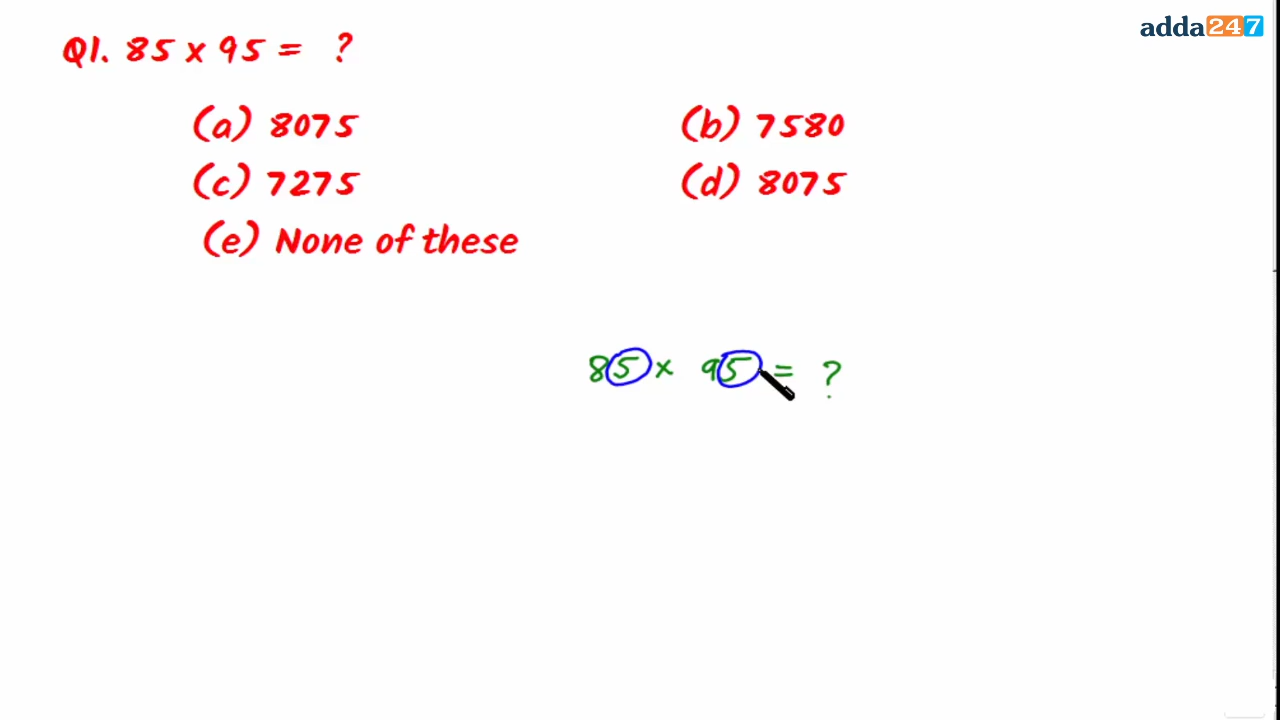 adda247
Q1. 85 x 95 = ?
(a) 8075 (b) 7580
(c) 7275 (d) 8075
(e) None of these
85 x 95 = ?